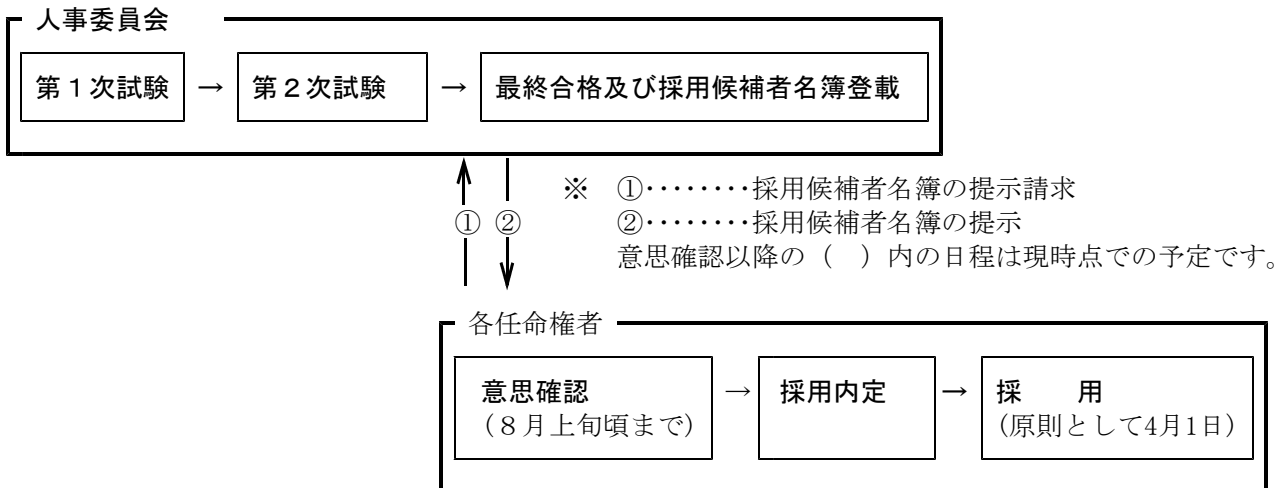 人事委員会
第1次試験 → 第2次試験 → 最終合格及び採用候補者名簿登載
① ②
※ ①‥‥‥‥採用候補者名簿の提示請求
②‥‥‥‥採用候補者名簿の提示
意思確認以降の（　）内の日程は現時点での予定です。
各任命権者
意思確認 → 採用内定 → 採　　用
(８月上旬頃まで) (原則として4月1日)